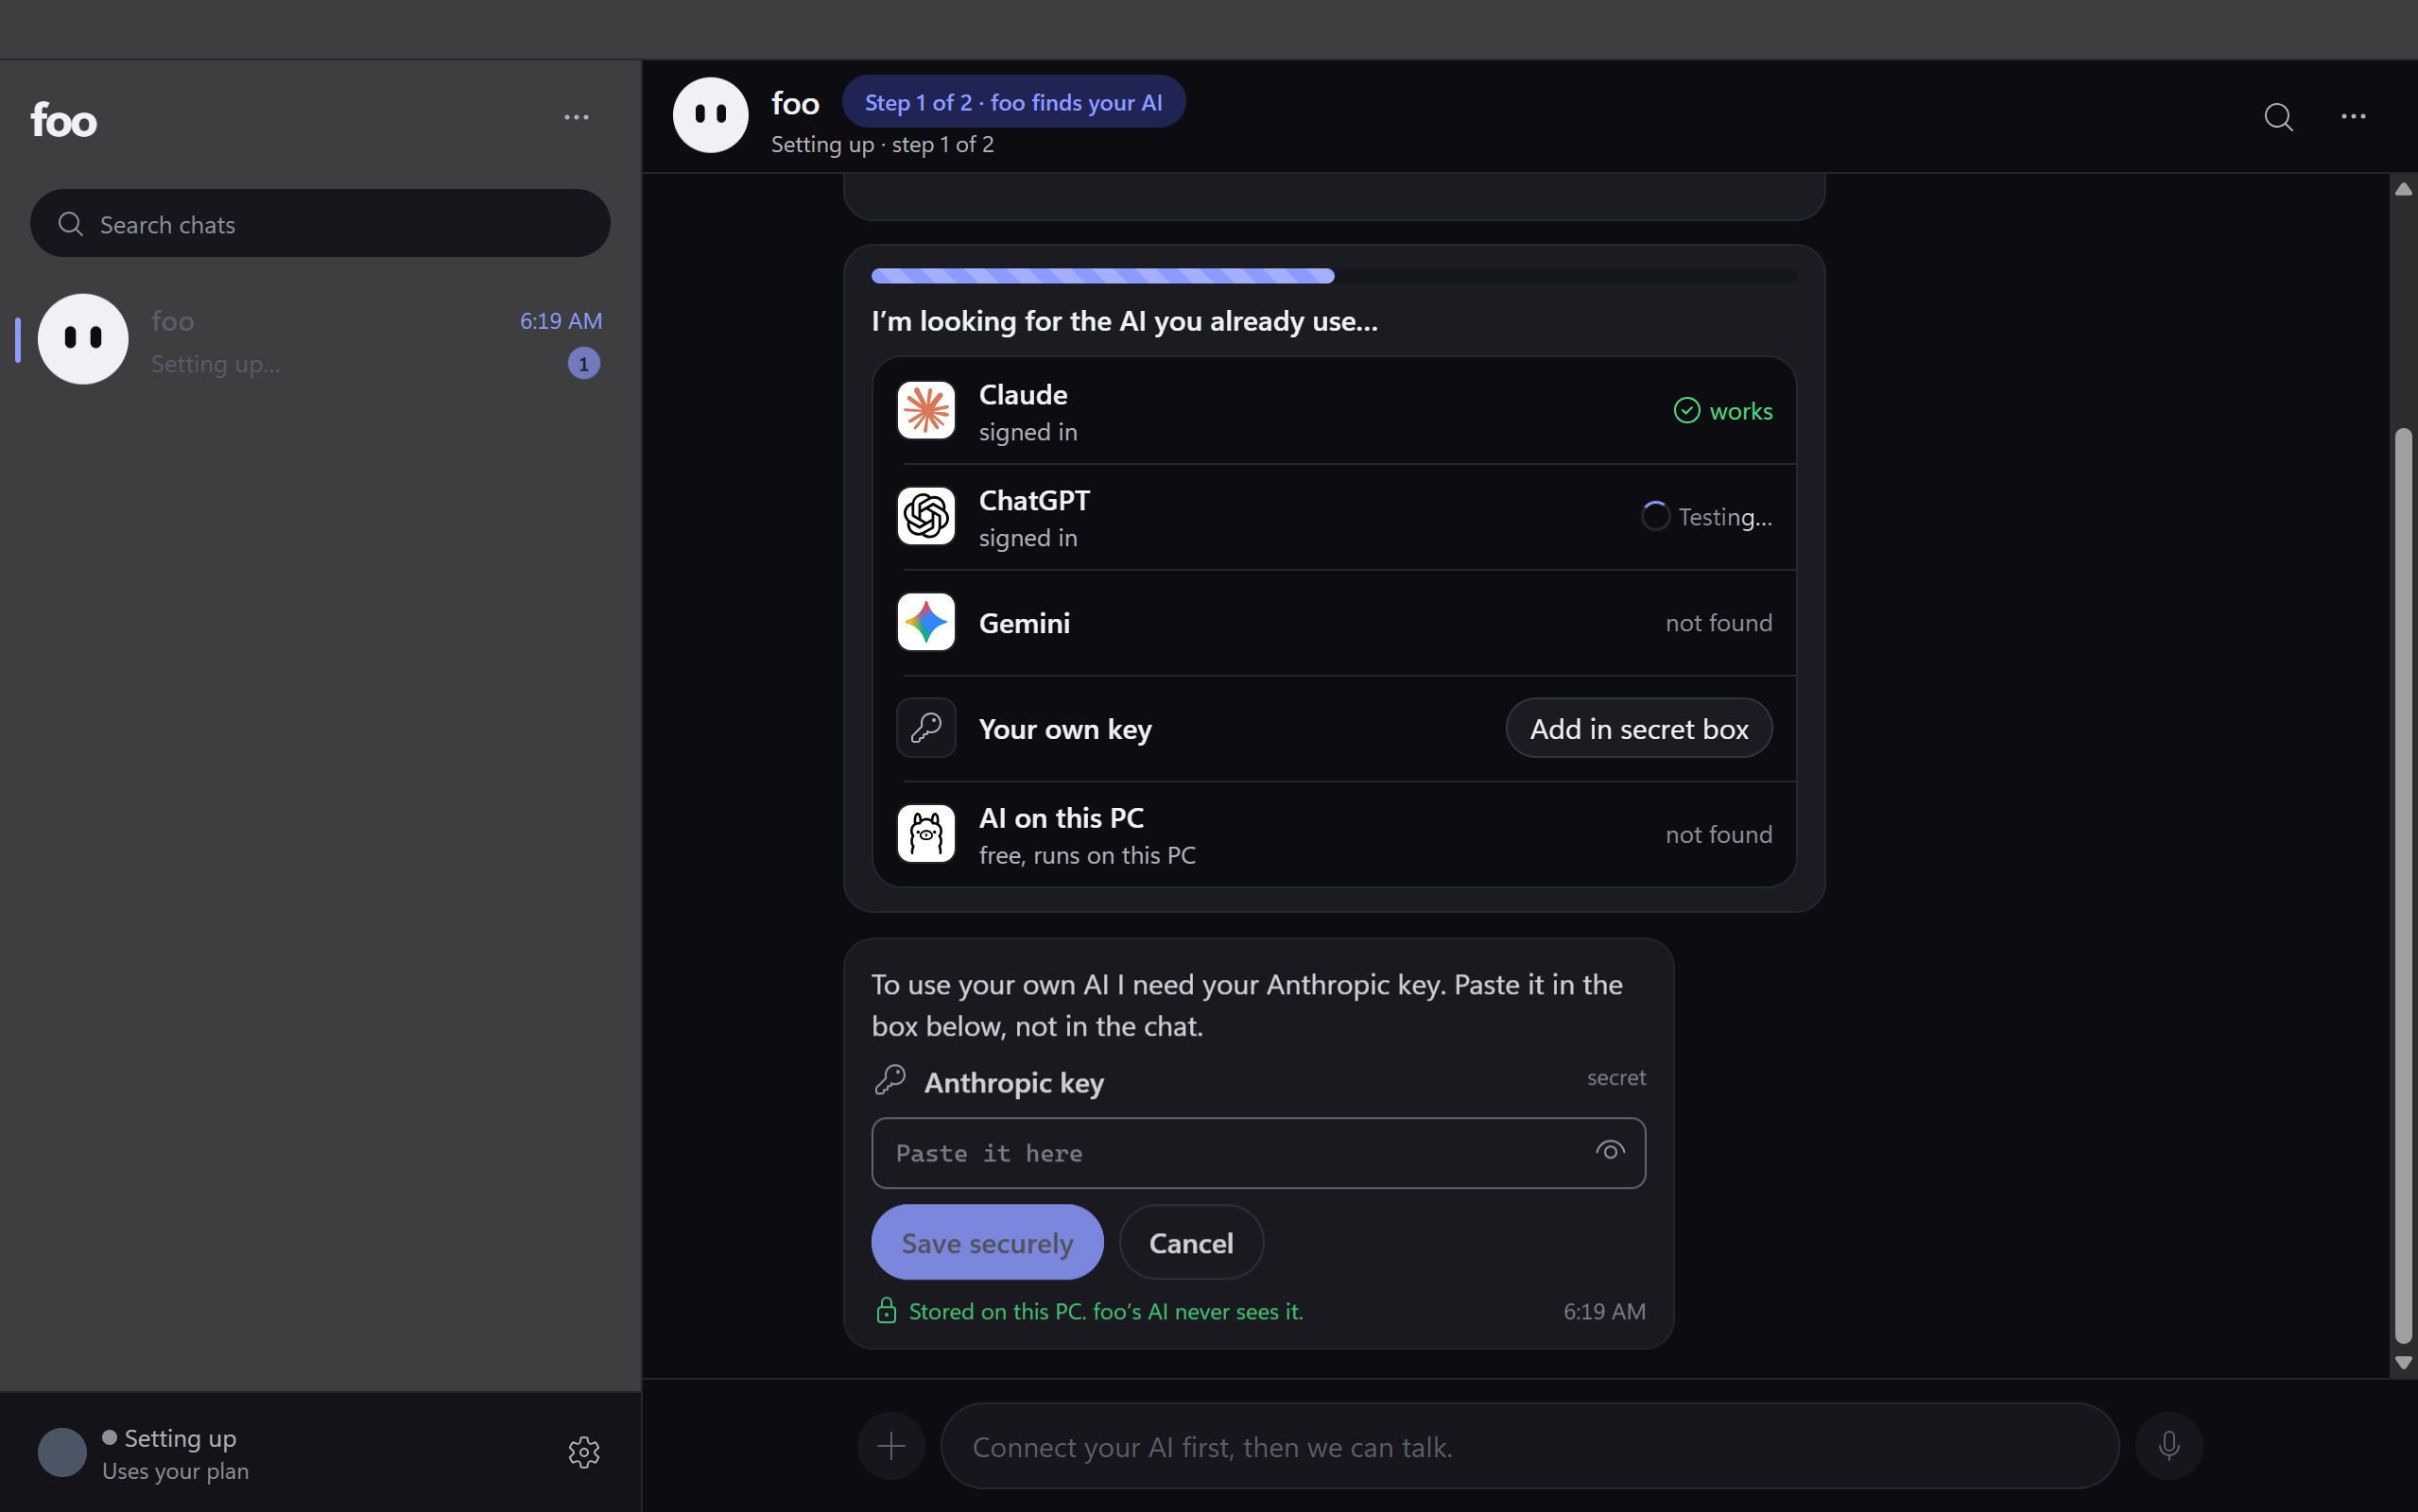 foo
Search chats
foo
6:19 AM
Setting up...
1
Setting up
Uses your plan
foo
Step 1 of 2 · foo finds your AI
Setting up · step 1 of 2
I’m looking for the AI you already use...
Claude
signed in
works
ChatGPT
signed in
Testing...
Gemini
not found
Your own key
Add in secret box
AI on this PC
free, runs on this PC
not found
To use your own AI I need your Anthropic key. Paste it in the
box below, not in the chat.
Anthropic key
secret
Paste it here
Save securely
Cancel
Stored on this PC. foo’s AI never sees it.
6:19 AM
Connect your AI first, then we can talk.